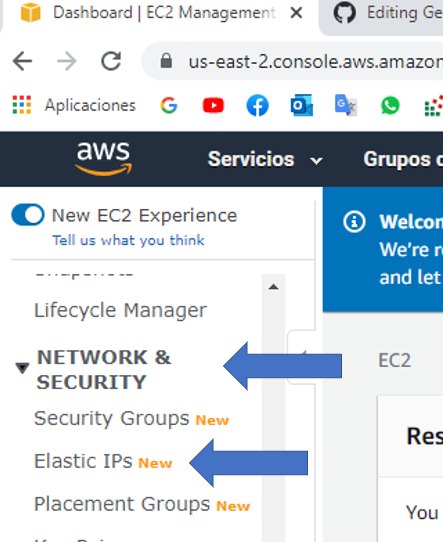 Dashboard | EC2 Management
Editing Ge
us-east-2.console.aws.amazon
Aplicaciones
aws
Servicios
Grupos d
New EC2 Experience
Tell us what you think
Welcom
We're r
and let
Snapshots
Lifecycle Manager
NETWORK &
SECURITY
EC2
Security Groups New
Res
Elastic IPs New
Placement Groups New
You